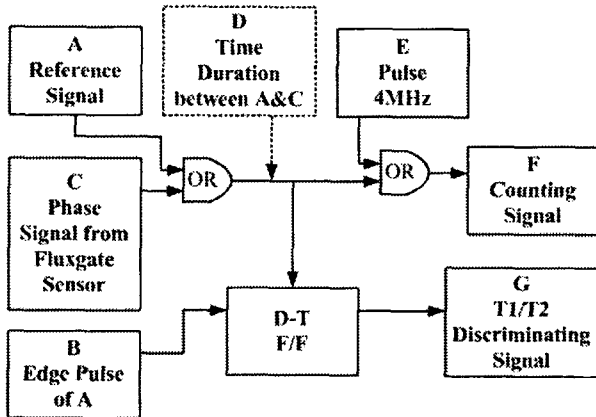 A
Reference
Signal
D
Time
Duration
between A&C
E
Pulse
4MHz
OR
OR
C
Phase
Signal from
Fluxgate
Sensor
F
Counting
Signal
B
Edge Pulse
of A
D-T
F/F
G
T1/T2
Discriminating
Signal